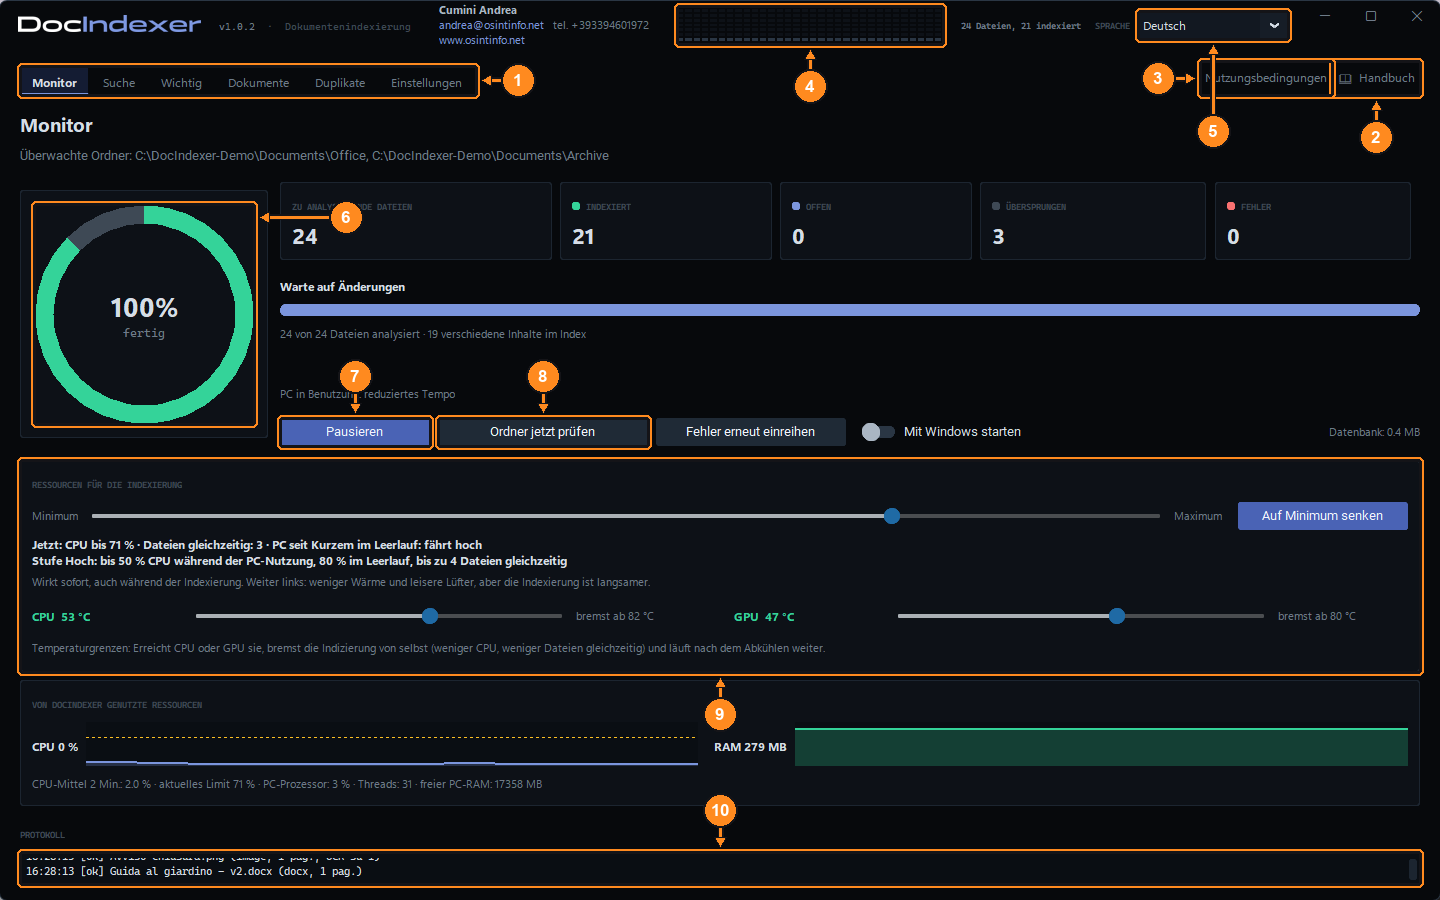 DocIndexer v1.0.2 · Dokumentenindexierung
Cumini Andrea
andrea@osintinfo.net tel. +393394601972
www.osintinfo.net
24 Dateien, 21 indexiert
SPRACHE Deutsch
Monitor Suche Wichtig Dokumente Duplikate Einstellungen
1
4
3
Nutzungsbedingungen
Handbuch
5
2
Monitor
Überwachte Ordner: C:\DocIndexer-Demo\Documents\Office, C:\DocIndexer-Demo\Documents\Archive
6
100%
fertig
DATEIEN
24
INDEXIERT
21
OFFEN
0
ÜBERSPRUNGEN
3
FEHLER
0
Warte auf Änderungen
24 von 24 Dateien analysiert · 19 verschiedene Inhalte im Index
7
8
PC in Benutzung: reduziertes Tempo
Pausieren
Ordner jetzt prüfen
Fehler erneut einreihen
Mit Windows starten
Datenbank: 0.4 MB
RESSOURCEN FÜR DIE INDEXIERUNG
Minimum
Maximum
Auf Minimum senken
Jetzt: CPU bis 71 % · Dateien gleichzeitig: 3 · PC seit Kurzem im Leerlauf: fährt hoch
Stufe Hoch: bis 50 % CPU während der PC-Nutzung, 80 % im Leerlauf, bis zu 4 Dateien gleichzeitig
Wirkt sofort, auch während der Indexierung. Weiter links: weniger Wärme und leisere Lüfter, aber die Indexierung ist langsamer.
CPU 53 °C
bremst ab 82 °C
GPU 47 °C
bremst ab 80 °C
Temperaturgrenzen: Erreicht CPU oder GPU sie, bremst die Indizierung von selbst (weniger CPU, weniger Dateien gleichzeitig) und läuft nach dem Abkühlen weiter.
9
VON DOCINDEXER GENUTZTE RESSOURCEN
CPU 0 %
RAM 279 MB
CPU-Mittel 2 Min.: 2.0 % · aktuelles Limit 71 % · PC-Prozessor: 3 % · Threads: 31 · freier PC-RAM: 17358 MB
10
PROTOKOLL
16:28:13 [ok] Guida al giardino – v2.docx (docx, 1 pag.)